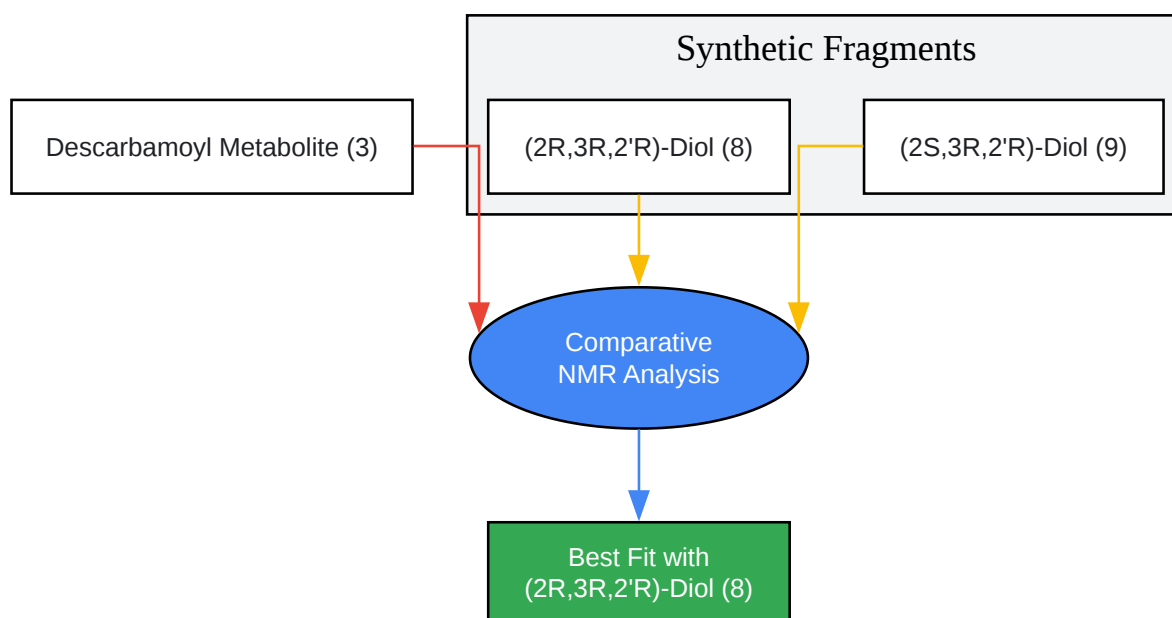 Synthetic Fragments
Descarbamoyl Metabolite (3)
(2R,3R,2'R)-Diol (8)
(2S,3R,2'R)-Diol (9)
Comparative
NMR Analysis
Best Fit with
(2R,3R,2'R)-Diol (8)